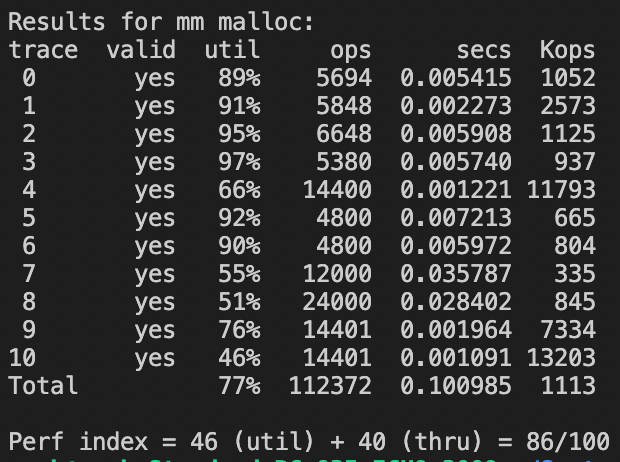 Results for mm malloc:
trace  valid  util     ops      secs  Kops
 0       yes   89%    5694  0.005415  1052
 1       yes   91%    5848  0.002273  2573
 2       yes   95%    6648  0.005908  1125
 3       yes   97%    5380  0.005740   937
 4       yes   66%   14400  0.001221 11793
 5       yes   92%    4800  0.007213   665
 6       yes   90%    4800  0.005972   804
 7       yes   55%   12000  0.035787   335
 8       yes   51%   24000  0.028402   845
 9       yes   76%   14401  0.001964  7334
10       yes   46%   14401  0.001091 13203
Total          77%  112372  0.100985  1113
Perf index = 46 (util) + 40 (thru) = 86/100